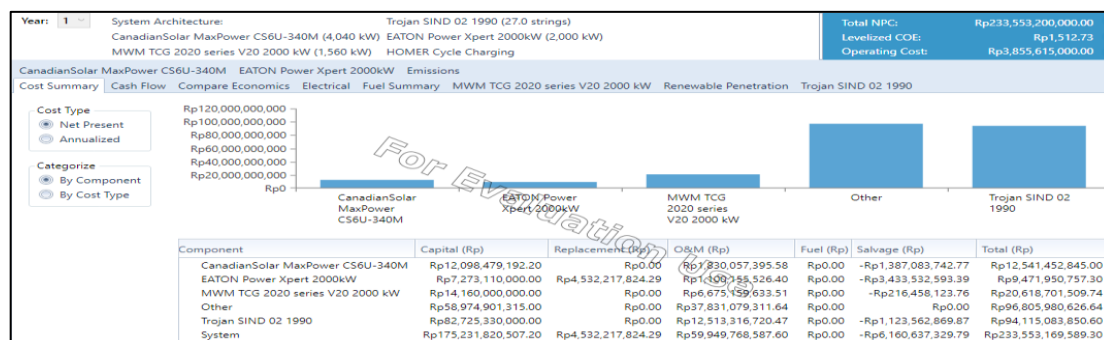 Year: 1 System Architecture: Trojan SIND 02 1990 (27.0 strings) Total NPC: Rp233,553,200,000.00
CanadianSolar MaxPower CS6U-340M (4,040 kW) EATON Power Xpert 2000kW (2,000 kW) Levelized COE: Rp1,512.73
MWM TCG 2020 series V20 2000 kW (1,560 kW) HOMER Cycle Charging Operating Cost: Rp3,855,615,000.00
CanadianSolar MaxPower CS6U-340M EATON Power Xpert 2000kW Emissions
Cost Summary Cash Flow Compare Economics Electrical Fuel Summary MWM TCG 2020 series V20 2000 kW Renewable Penetration Trojan SIND 02 1990
Cost Type
Net Present
Annualized
Categorize
By Component
By Cost Type
Rp120,000,000,000
Rp100,000,000,000
Rp80,000,000,000
Rp60,000,000,000
Rp40,000,000,000
Rp20,000,000,000
Rp0
CanadianSolar MaxPower CS6U-340M
EATON Power Xpert 2000kW
MWM TCG 2020 series V20 2000 kW
Other
Trojan SIND 02 1990
For Evaluation Use
Component Capital (Rp) Replacement (Rp) O&M (Rp) Fuel (Rp) Salvage (Rp) Total (Rp)
CanadianSolar MaxPower CS6U-340M Rp12,098,479,192.20 Rp0.00 Rp1,830,057,395.58 Rp0.00 -Rp1,387,083,742.77 Rp12,541,452,845.00
EATON Power Xpert 2000kW Rp7,273,110,000.00 Rp4,532,217,824.29 Rp1,100,155,526.40 Rp0.00 -Rp3,433,532,593.39 Rp9,471,950,757.30
MWM TCG 2020 series V20 2000 kW Rp14,160,000,000.00 Rp0.00 Rp6,675,159,633.51 Rp0.00 -Rp216,458,123.76 Rp20,618,701,509.74
Other Rp58,974,901,315.00 Rp0.00 Rp37,831,079,311.64 Rp0.00 Rp0.00 Rp96,805,980,626.64
Trojan SIND 02 1990 Rp82,725,330,000.00 Rp0.00 Rp12,513,316,720.47 Rp0.00 -Rp1,123,562,869.87 Rp94,115,083,850.60
System Rp175,231,820,507.20 Rp4,532,217,824.29 Rp59,949,768,587.60 Rp0.00 -Rp6,160,637,329.79 Rp233,553,169,589.30